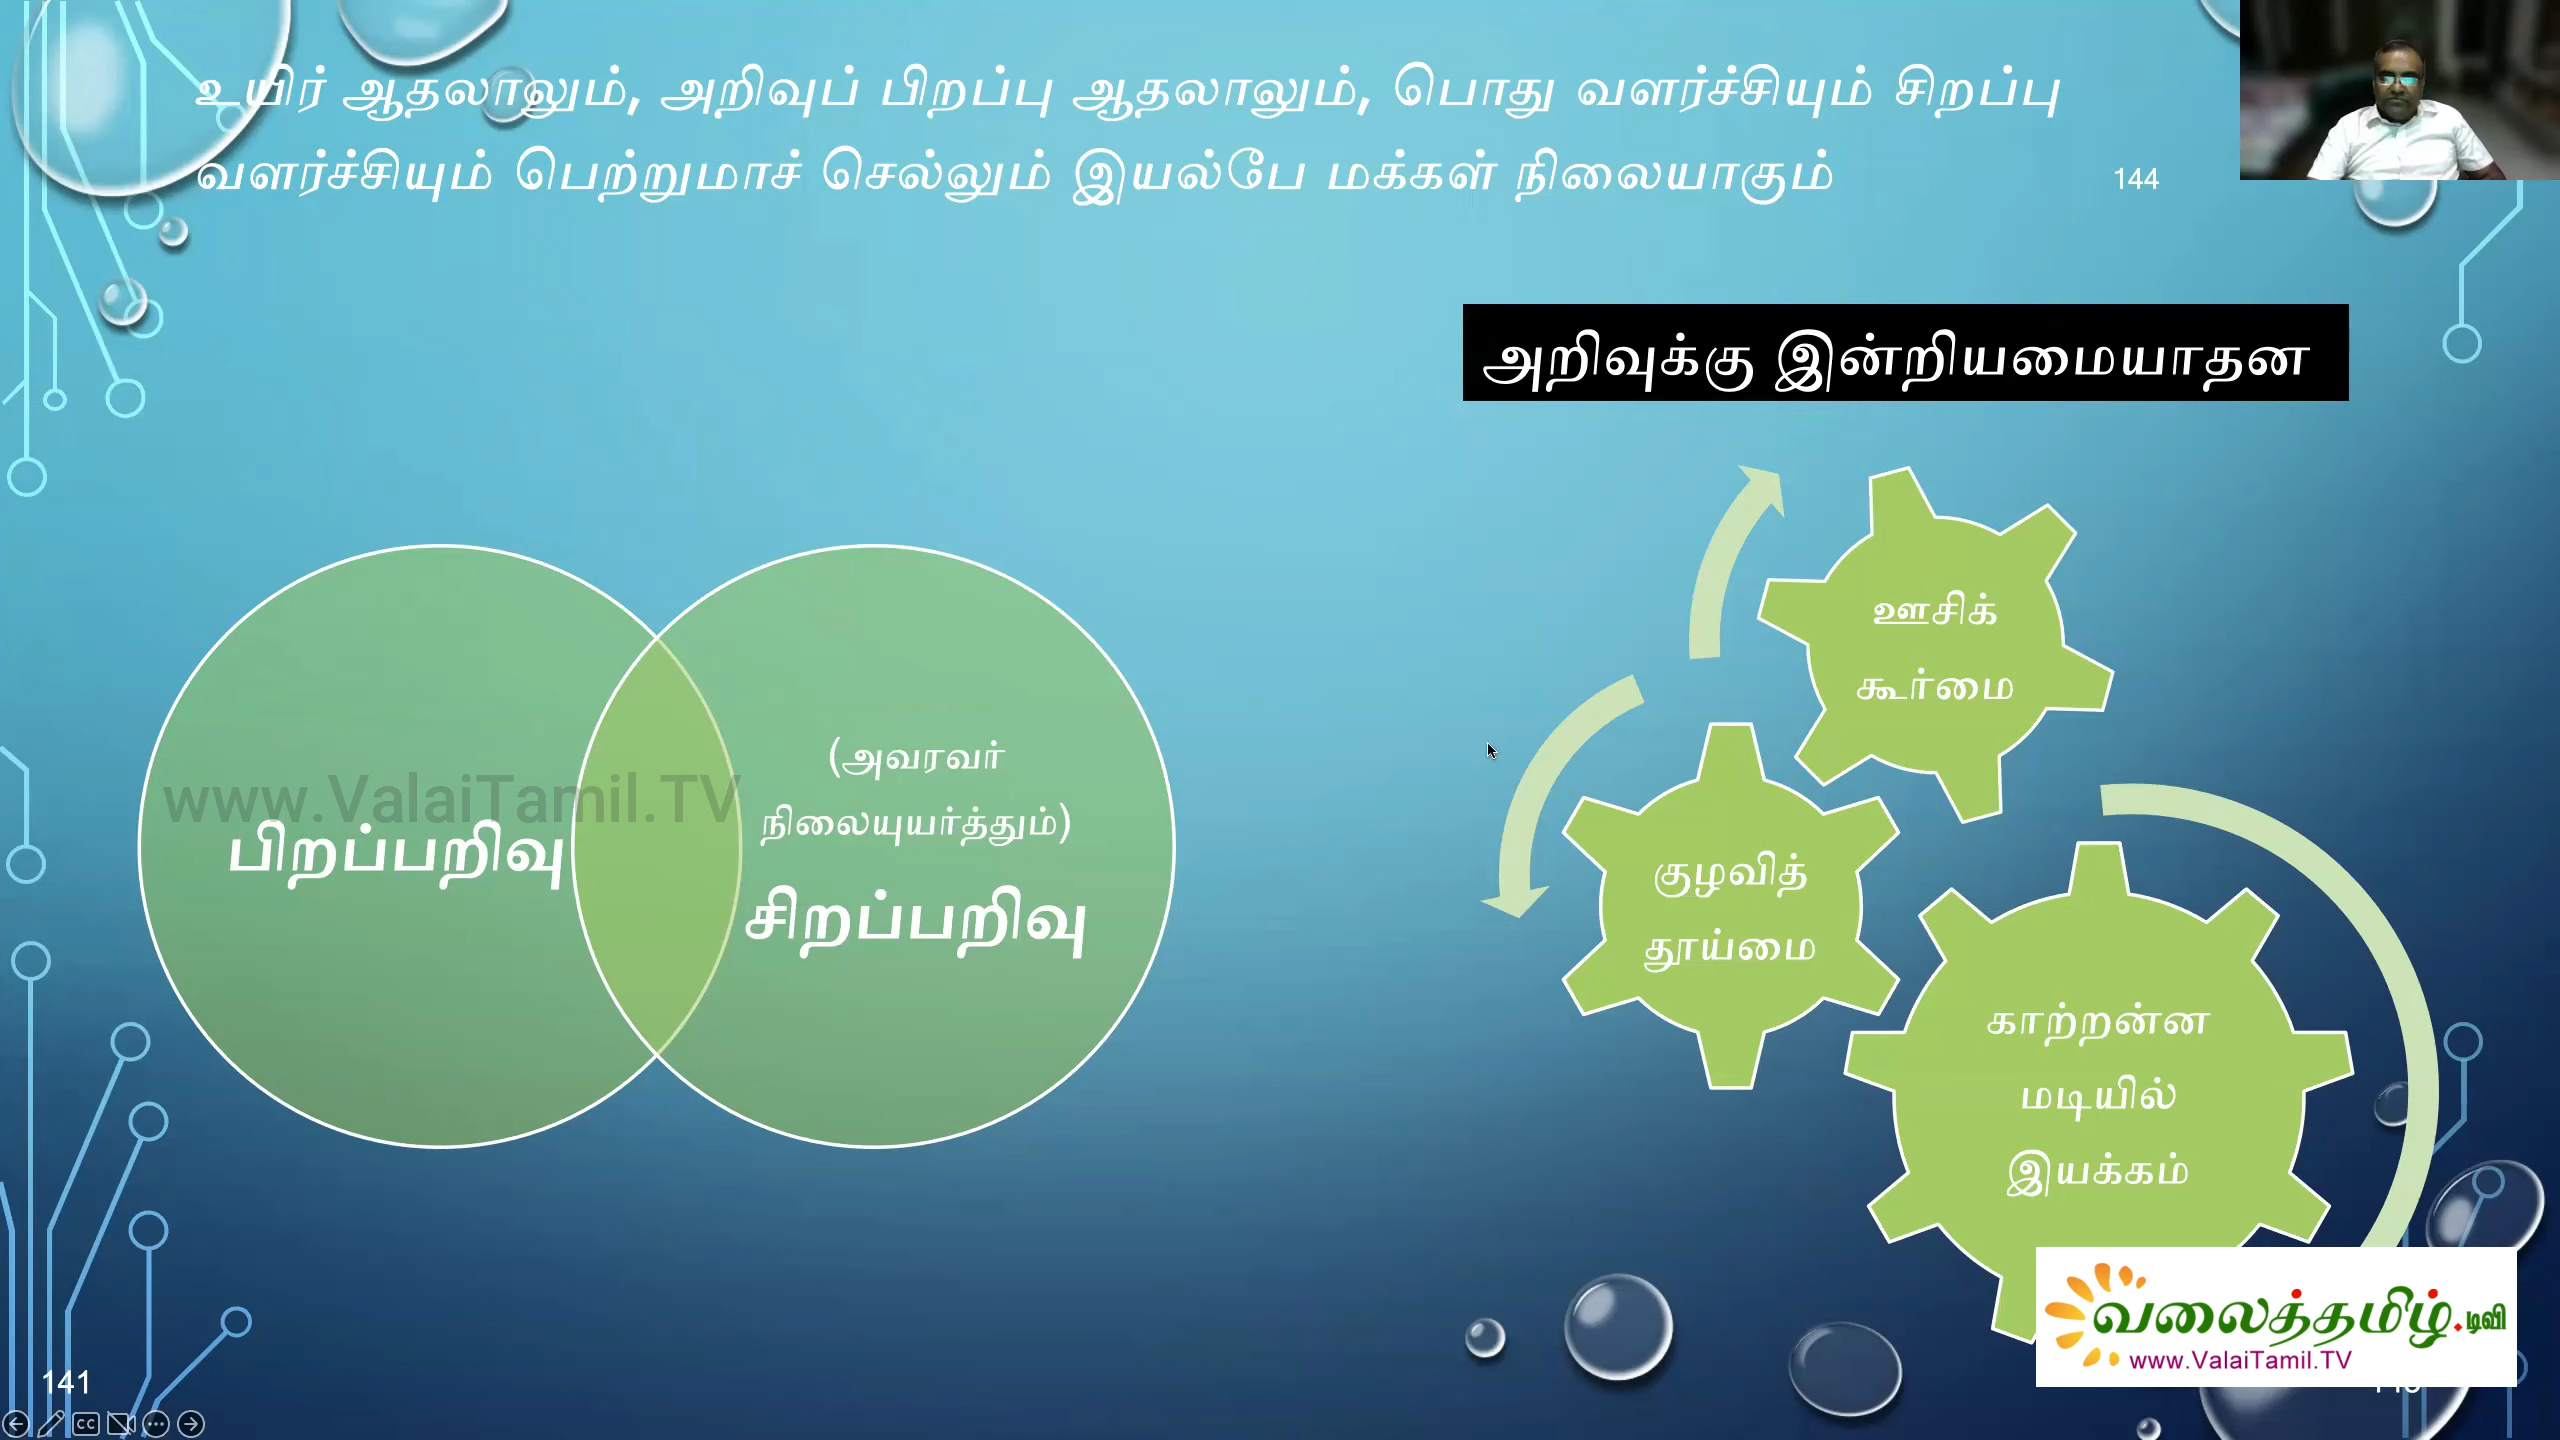 உயிர் ஆதலாலும், அறிவுப் பிறப்பு ஆதலாலும், பொது வளர்ச்சியும் சிறப்பு
வளர்ச்சியும் பெற்றுமாச் செல்லும் இயல்பே மக்கள் நிலையாகும்
144
அறிவுக்கு இன்றியமையாதன
ஊசிக்
கூர்மை
குழவித்
தூய்மை
காற்றன்ன
மடியில்
இயக்கம்
www.ValaiTamil.TV
பிறப்பறிவு
(அவரவர்
நிலையுயர்த்தும்)
சிறப்பறிவு
வலைத்தமிழ்.டிவி
www.ValaiTamil.TV
141
CC